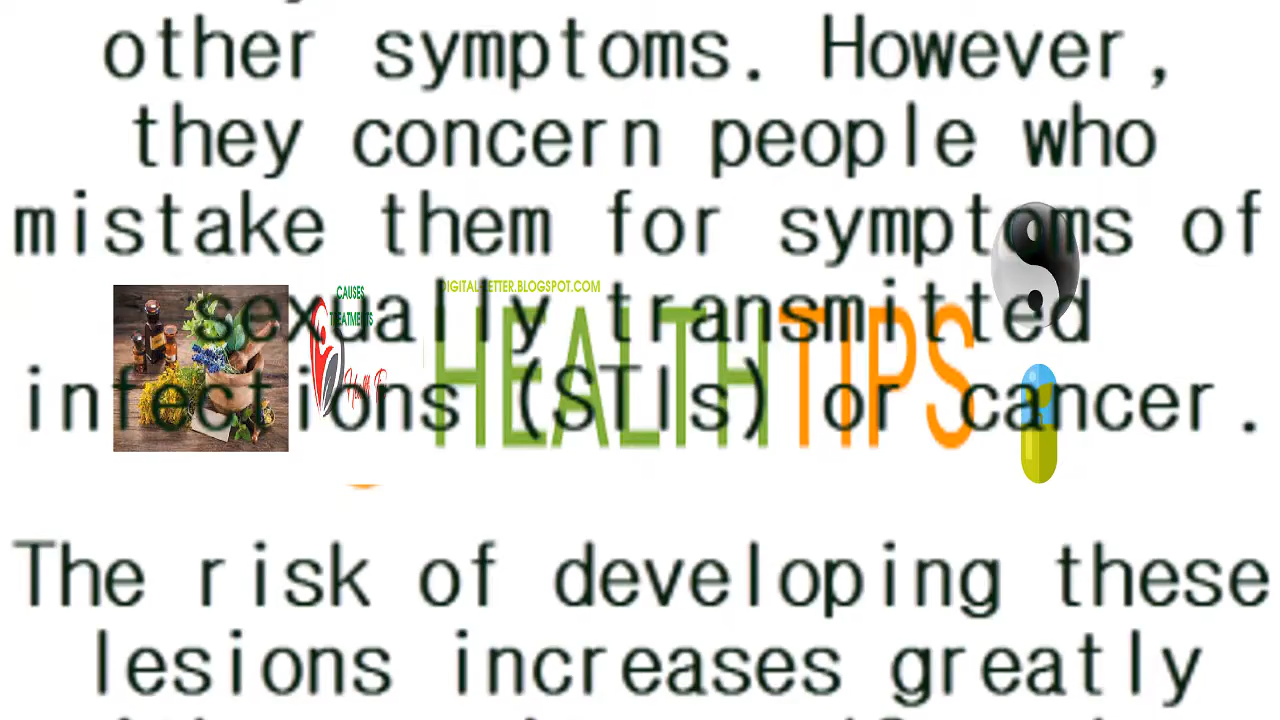 other symptoms. However,
they concern people who
mistake them for symptoms of
sexually transmitted
infections (STIs) or cancer.
CAUSES
TREATMENTS
DIGITAL-LETTER.BLOGSPOT.COM
HEALTH TIPS
The risk of developing these
lesions increases greatly